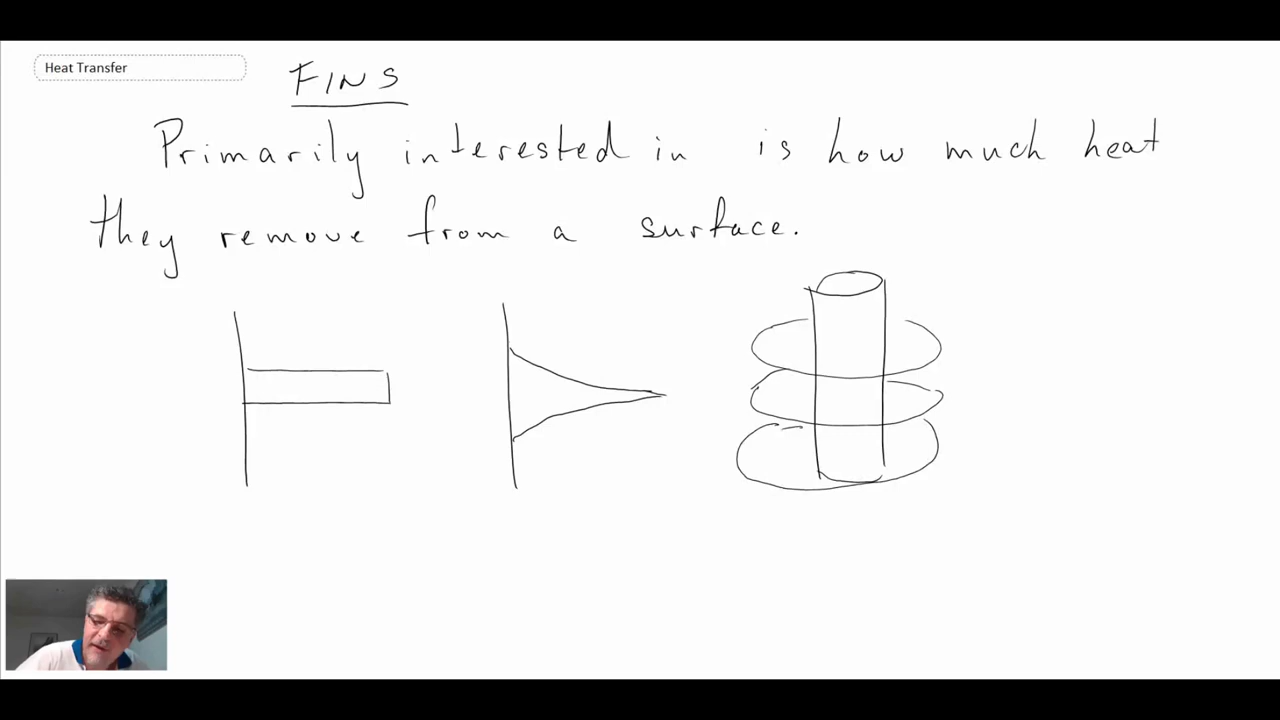 Heat Transfer
FINS
Primarily interested in is how much heat
they remove from a surface.